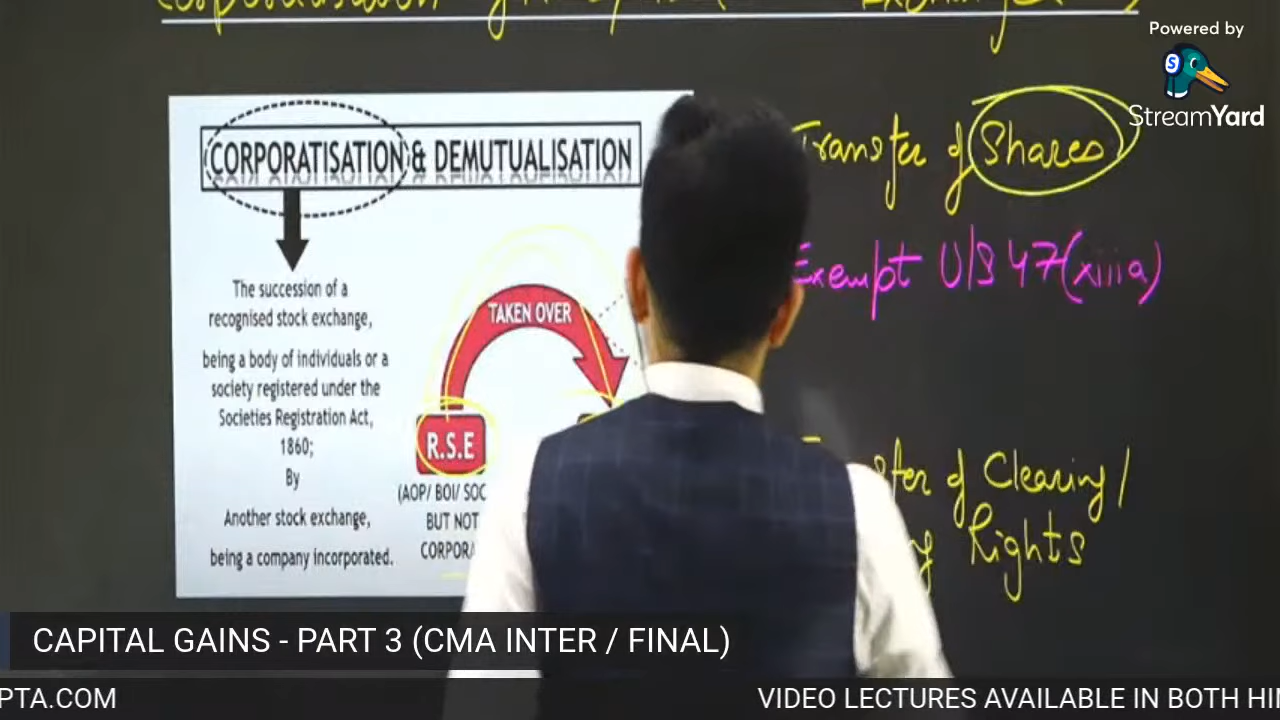 Corporatisation of
Powered by
StreamYard
CORPORATISATION & DEMUTUALISATION
The succession of a
recognised stock exchange,
being a body of individuals or a
society registered under the
Societies Registration Act,
1860;
By
Another stock exchange,
being a company incorporated.
TAKEN OVER
R.S.E
(AOP/ BOI/ SOC
BUT NOT
CORPORA
Transfer of Shares
Exempt U/S 47(xiiia)
of Clearing/
Rights
CAPITAL GAINS - PART 3 (CMA INTER / FINAL)
PTA.COM
VIDEO LECTURES AVAILABLE IN BOTH HI